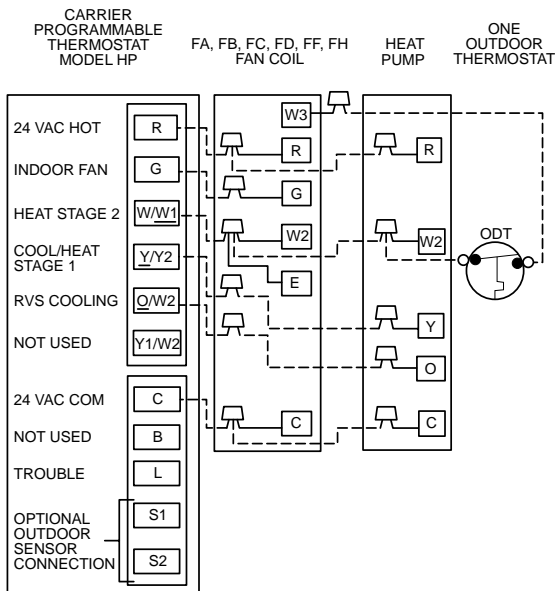 CARRIER
PROGRAMMABLE
THERMOSTAT
MODEL HP
FA, FB, FC, FD, FF, FH
FAN COIL
HEAT
PUMP
ONE
OUTDOOR
THERMOSTAT
24 VAC HOT
R
INDOOR FAN
G
HEAT STAGE 2
W/W1
COOL/HEAT
STAGE 1
Y/Y2
RVS COOLING
O/W2
NOT USED
Y1/W2
24 VAC COM
C
NOT USED
B
TROUBLE
L
OPTIONAL
OUTDOOR
SENSOR
CONNECTION
S1
S2
W3
R
G
W2
E
C
R
W2
Y
O
C
ODT